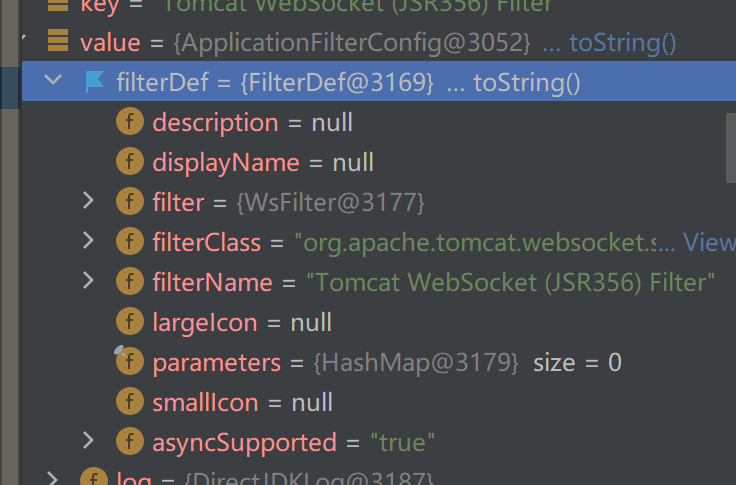 key = "Tomcat WebSocket (JSR356) Filter"
value = {ApplicationFilterConfig@3052} ... toString()
filterDef = {FilterDef@3169} ... toString()
f description = null
f displayName = null
f filter = {WsFilter@3177}
f filterClass = "org.apache.tomcat.websocket.s... View
f filterName = "Tomcat WebSocket (JSR356) Filter"
f largeIcon = null
f parameters = {HashMap@3179} size = 0
f smallIcon = null
f asyncSupported = "true"
f log = {DirectJDKLog@3187}